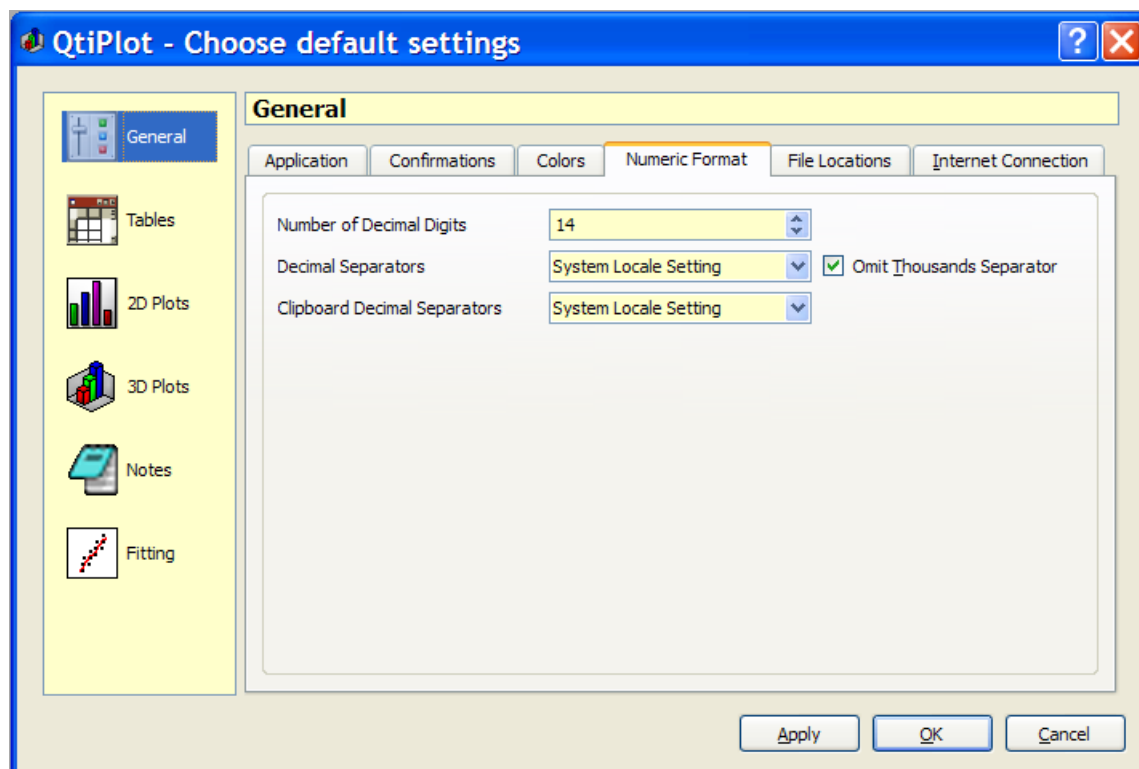 QtiPlot - Choose default settings
General
Tables
2D Plots
3D Plots
Notes
Fitting
General
Application Confirmations Colors Numeric Format File Locations Internet Connection
Number of Decimal Digits 14
Decimal Separators System Locale Setting Omit Thousands Separator
Clipboard Decimal Separators System Locale Setting
Apply OK Cancel